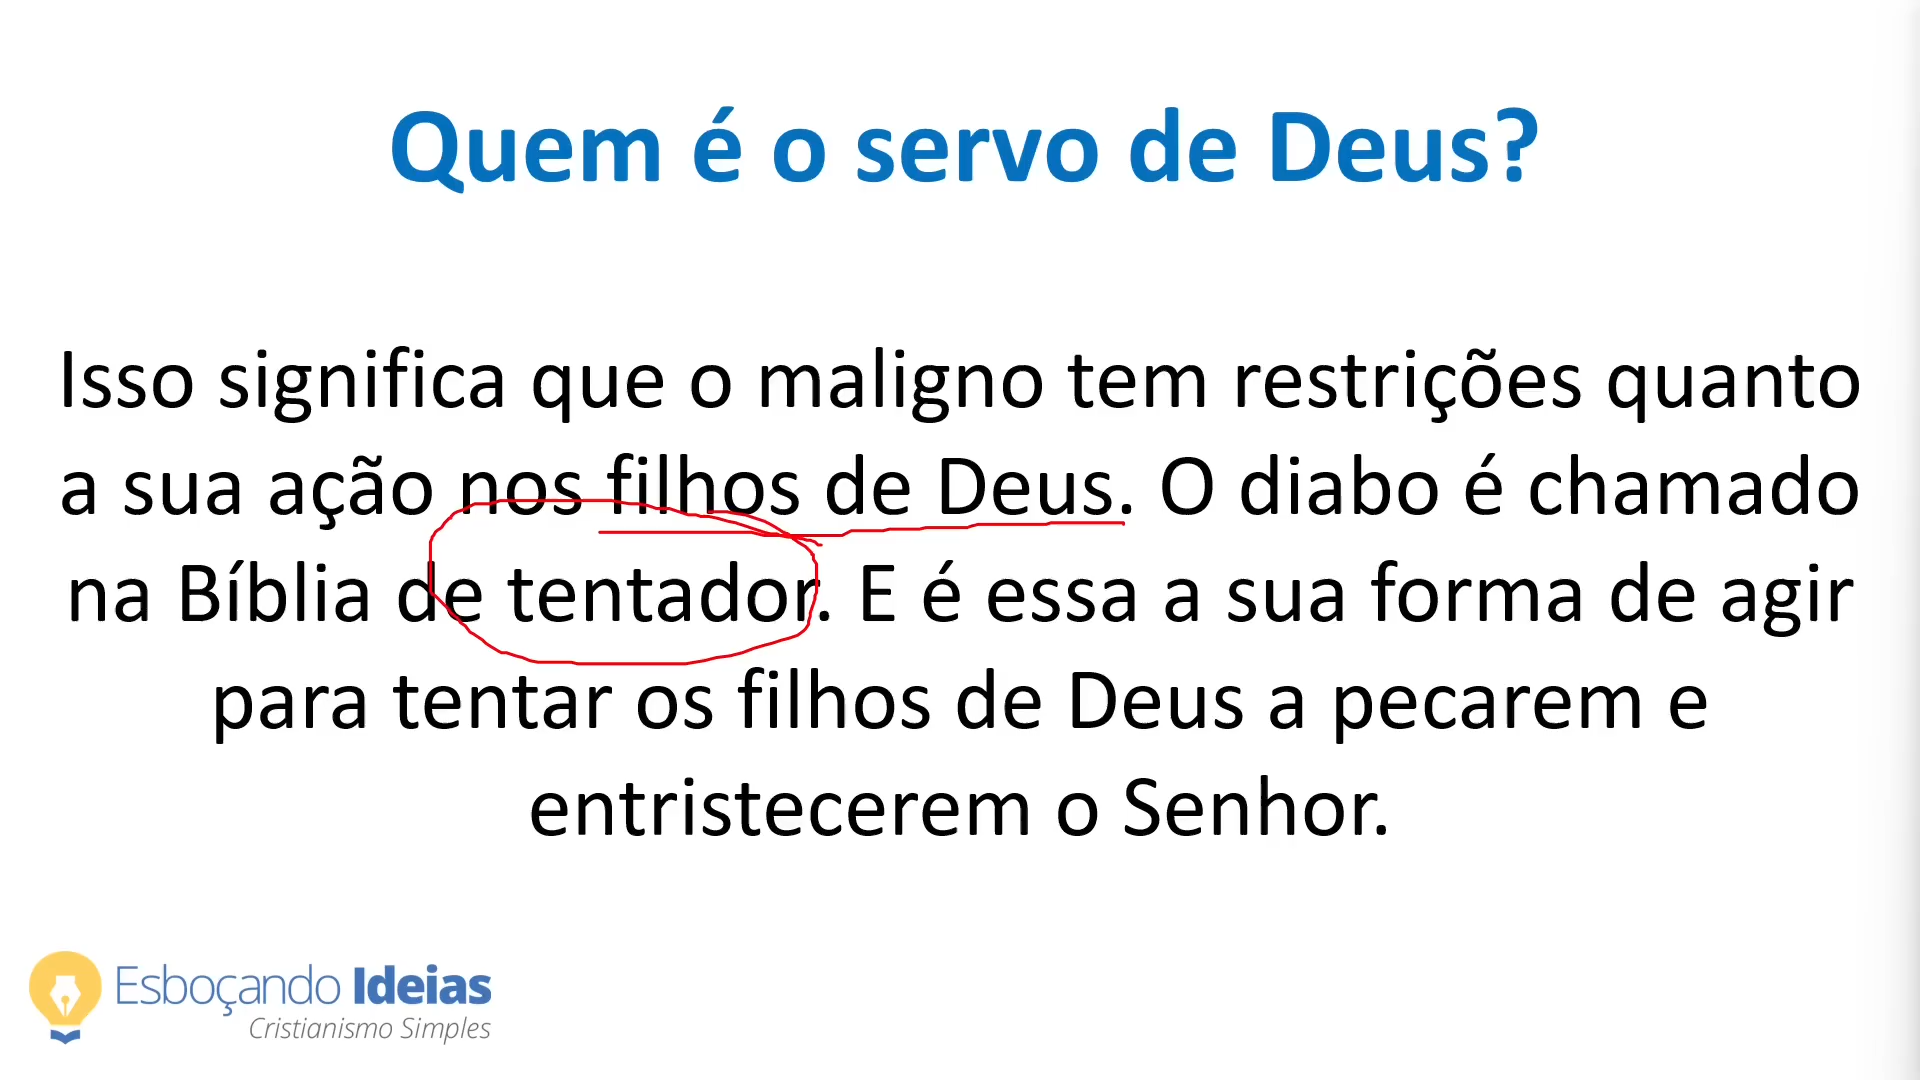 Quem é o servo de Deus?
Isso significa que o maligno tem restrições quanto
a sua ação nos filhos de Deus. O diabo é chamado
na Bíblia de tentador. E é essa a sua forma de agir
para tentar os filhos de Deus a pecarem e
entristecerem o Senhor.
Esboçando Ideias
Cristianismo Simples